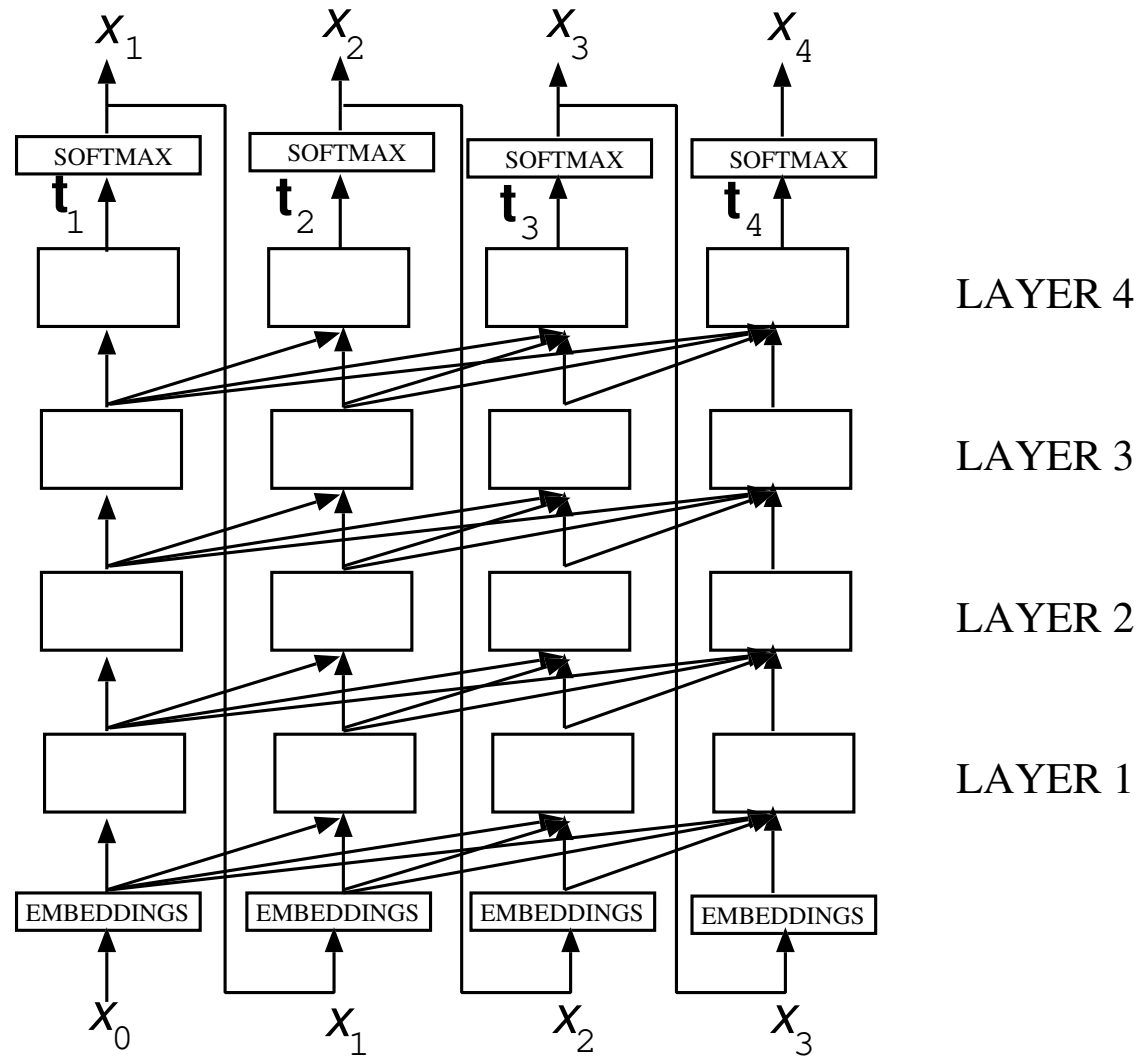 x₁ x₂ x₃ x₄
SOFTMAX SOFTMAX SOFTMAX SOFTMAX
t₁ t₂ t₃ t₄
LAYER 4
LAYER 3
LAYER 2
LAYER 1
EMBEDDINGS EMBEDDINGS EMBEDDINGS EMBEDDINGS
x₀ x₁ x₂ x₃